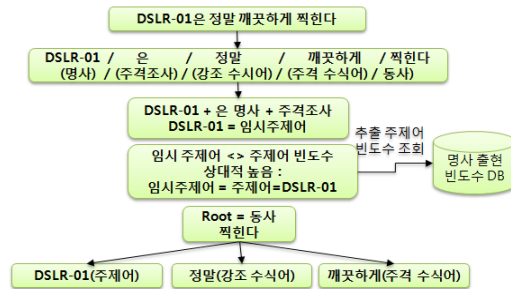 DSLR-01은 정말 깨끗하게 찍힌다
DSLR-01 / 은 / 정말 / 깨끗하게 / 찍힌다
(명사) / (주격조사) / (강조 수시어) / (주격 수식어) / 동사)
DSLR-01 + 은 명사 + 주격조사
DSLR-01 = 임시주제어
임시 주제어 <> 주제어 빈도수
상대적 높음 :
임시주제어 = 주제어=DSLR-01
추출 주제어
빈도수 조회
명사 출현
빈도수 DB
Root = 동사
찍힌다
DSLR-01(주제어)
정말(강조 수식어)
깨끗하게(주격 수식어)